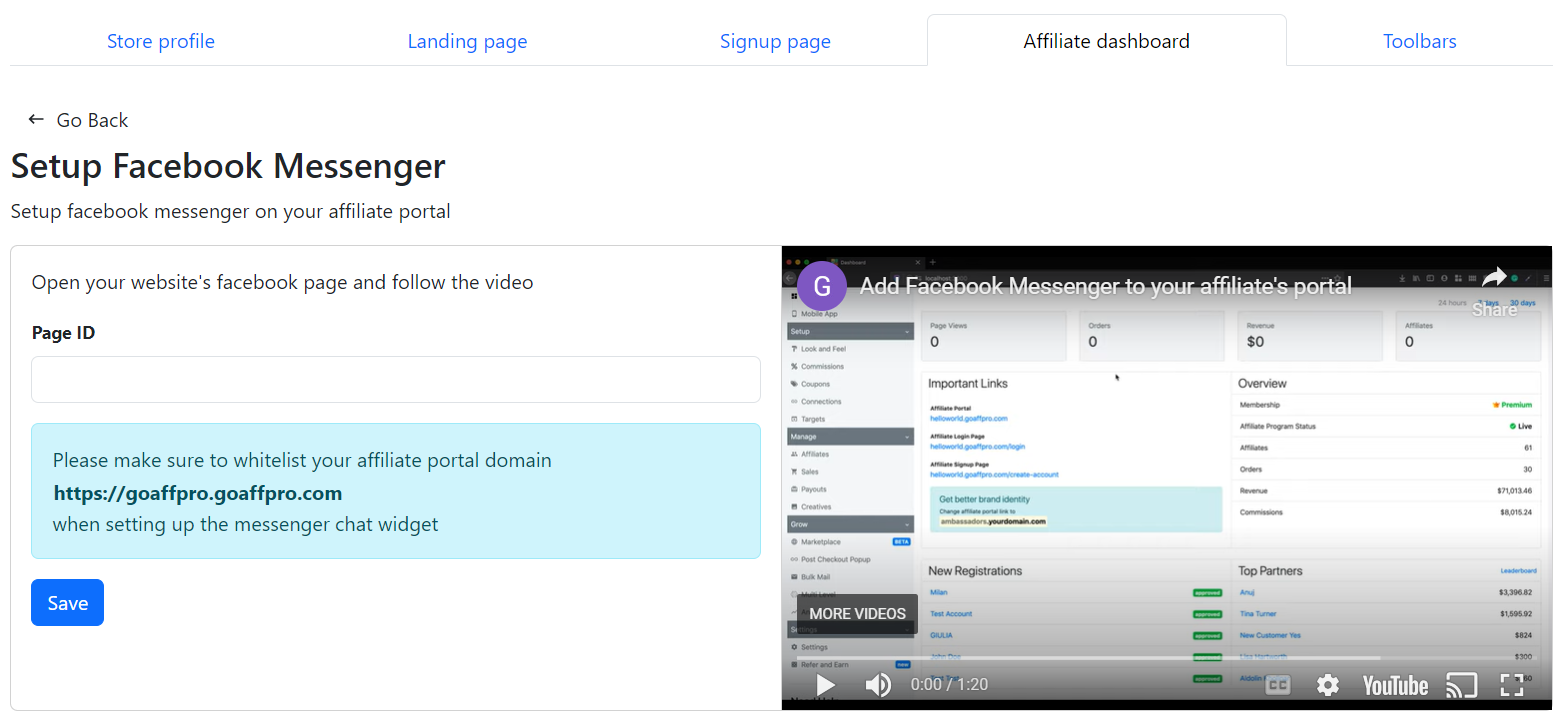 Store profile
Landing page
Signup page
Affiliate dashboard
Toolbars
← Go Back
Setup Facebook Messenger
Setup facebook messenger on your affiliate portal
Open your website's facebook page and follow the video
Page ID
Please make sure to whitelist your affiliate portal domain
https://goaffpro.goaffpro.com
when setting up the messenger chat widget
Save
Dashboard
localhost
G
Add Facebook Messenger to your affiliate's portal
Share
24 hours 7 days 30 days
Mobile App
Setup
Look and Feel
Commissions
Coupons
Connections
Targets
Manage
Affiliates
Sales
Payouts
Creatives
Grow
Marketplace BETA
Post Checkout Popup
Bulk Mail
Multi Level
MORE VIDEOS
Settings
Settings
Refer and Earn new
Page Views
0
Orders
0
Revenue
$0
Affiliates
0
Important Links
Affiliate Portal
helloworld.goaffpro.com
Affiliate Login Page
helloworld.goaffpro.com/login
Affiliate Signup Page
helloworld.goaffpro.com/create-account
Get better brand identity
Change affiliate portal link to
ambassadors.yourdomain.com
Overview
Membership Premium
Affiliate Program Status Live
Affiliates 61
Orders 30
Revenue $71,013.46
Commissions $8,015.24
New Registrations
Milan approved
Test Account approved
GIULIA approved
John Doe approved
approved
Top Partners
Leaderboard
Anuj $3,396.82
Tina Turner $1,595.92
New Customer Yes $824
Lisa Hartworth $300
0:00 / 1:20
CC
YouTube